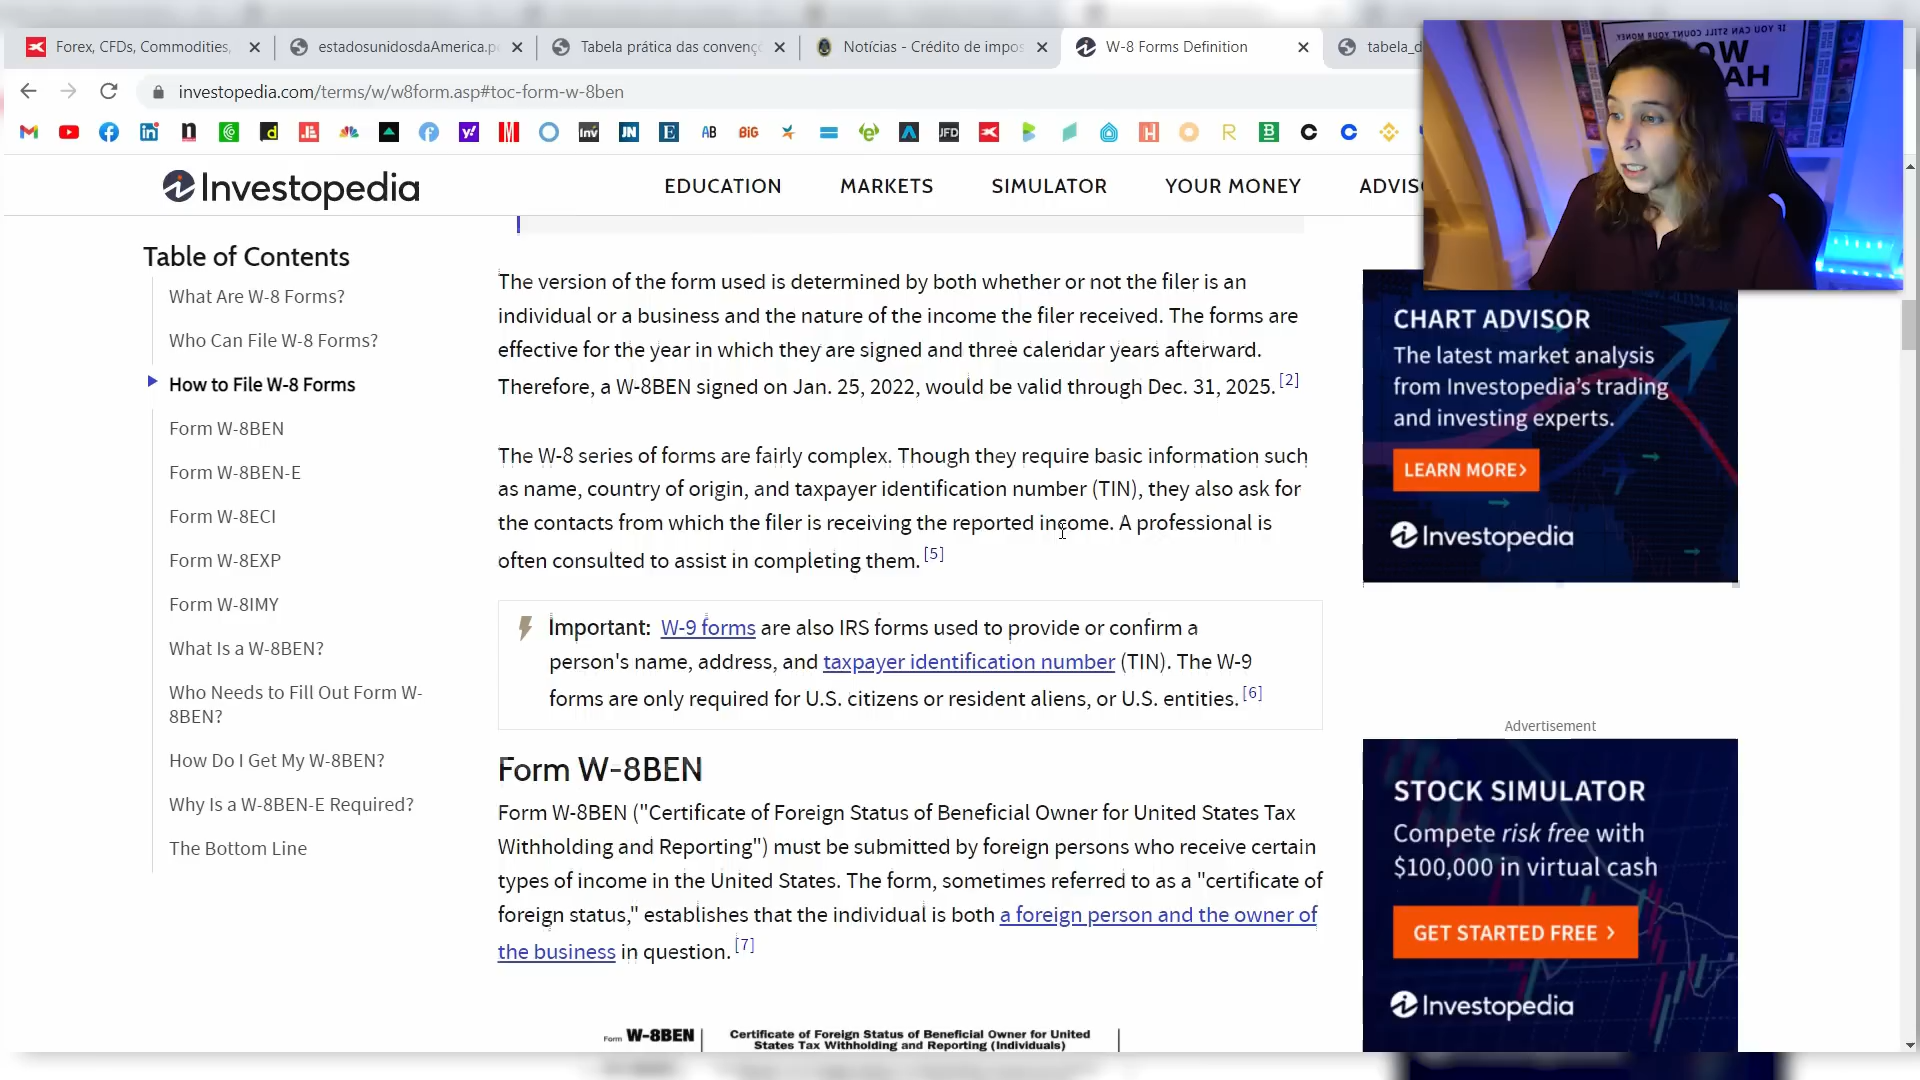 Forex, CFDs, Commodities,
estadosunidosdaAmerica.p
Tabela prática das convenç
Notícias - Crédito de impos
W-8 Forms Definition
tabela_d
investopedia.com/terms/w/w8form.asp#toc-form-w-8ben
Investopedia
EDUCATION
MARKETS
SIMULATOR
YOUR MONEY
ADVIS
Table of Contents
What Are W-8 Forms?
Who Can File W-8 Forms?
How to File W-8 Forms
Form W-8BEN
Form W-8BEN-E
Form W-8ECI
Form W-8EXP
Form W-8IMY
What Is a W-8BEN?
Who Needs to Fill Out Form W-
8BEN?
How Do I Get My W-8BEN?
Why Is a W-8BEN-E Required?
The Bottom Line
The version of the form used is determined by both whether or not the filer is an
individual or a business and the nature of the income the filer received. The forms are
effective for the year in which they are signed and three calendar years afterward.
Therefore, a W-8BEN signed on Jan. 25, 2022, would be valid through Dec. 31, 2025. [2]
The W-8 series of forms are fairly complex. Though they require basic information such
as name, country of origin, and taxpayer identification number (TIN), they also ask for
the contacts from which the filer is receiving the reported income. A professional is
often consulted to assist in completing them. [5]
Important: W-9 forms are also IRS forms used to provide or confirm a
person's name, address, and taxpayer identification number (TIN). The W-9
forms are only required for U.S. citizens or resident aliens, or U.S. entities. [6]
Form W-8BEN
Form W-8BEN ("Certificate of Foreign Status of Beneficial Owner for United States Tax
Withholding and Reporting") must be submitted by foreign persons who receive certain
types of income in the United States. The form, sometimes referred to as a "certificate of
foreign status," establishes that the individual is both a foreign person and the owner of
the business in question. [7]
Form W-8BEN
Certificate of Foreign Status of Beneficial Owner for United
States Tax Withholding and Reporting (Individuals)
CHART ADVISOR
The latest market analysis
from Investopedia's trading
and investing experts.
LEARN MORE>
Investopedia
Advertisement
STOCK SIMULATOR
Compete risk free with
$100,000 in virtual cash
GET STARTED FREE >
Investopedia